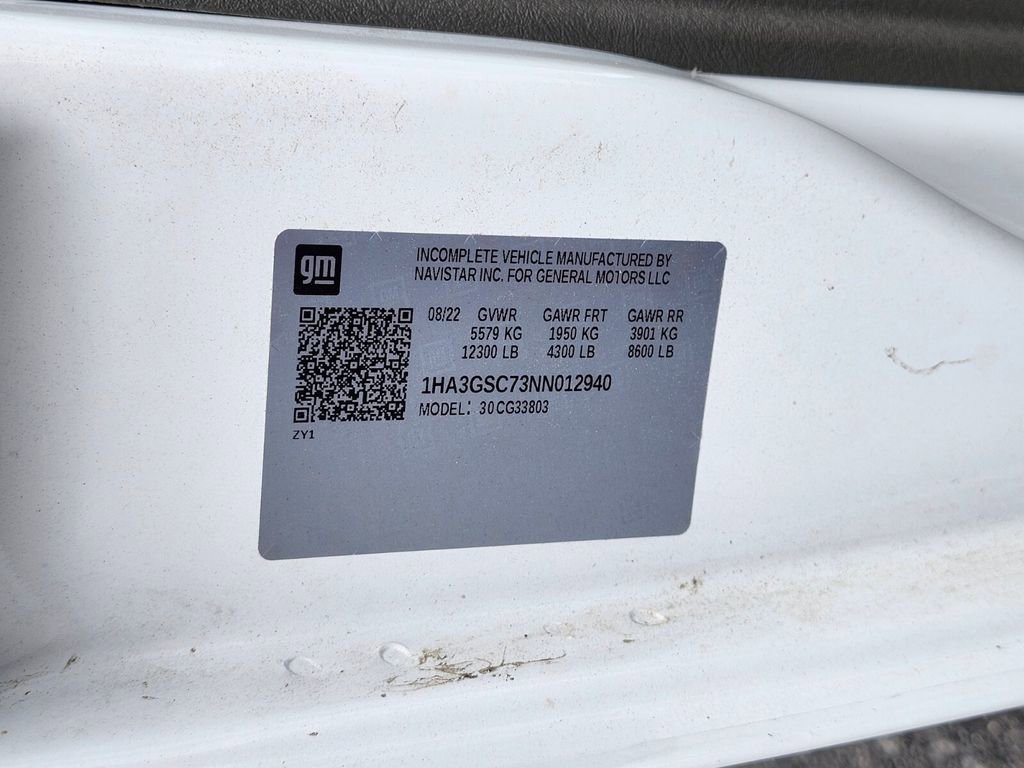 gm
INCOMPLETE VEHICLE MANUFACTURED BY
NAVISTAR INC. FOR GENERAL MOTORS LLC
08/22 GVWR GAWR FRT GAWR RR
5579 KG 1950 KG 3901 KG
12300 LB 4300 LB 8600 LB
1HA3GSC73NN012940
MODEL: 30CG33803
ZY1